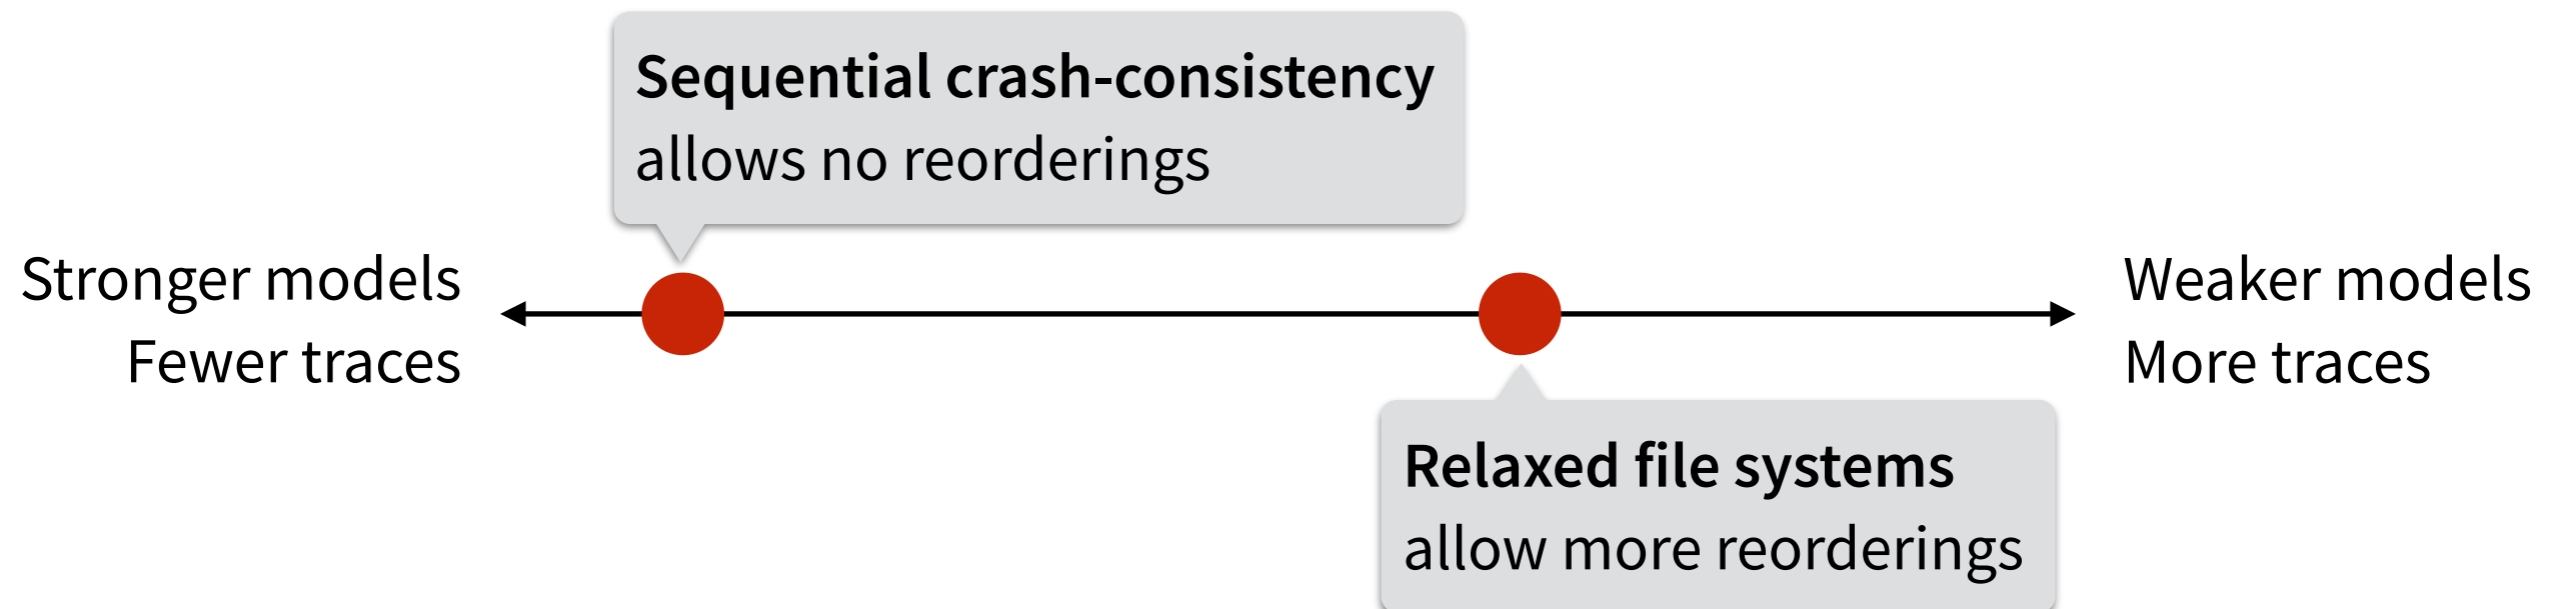 Sequential crash-consistency
allows no reorderings
Stronger models
Fewer traces
Weaker models
More traces
Relaxed file systems
allow more reorderings